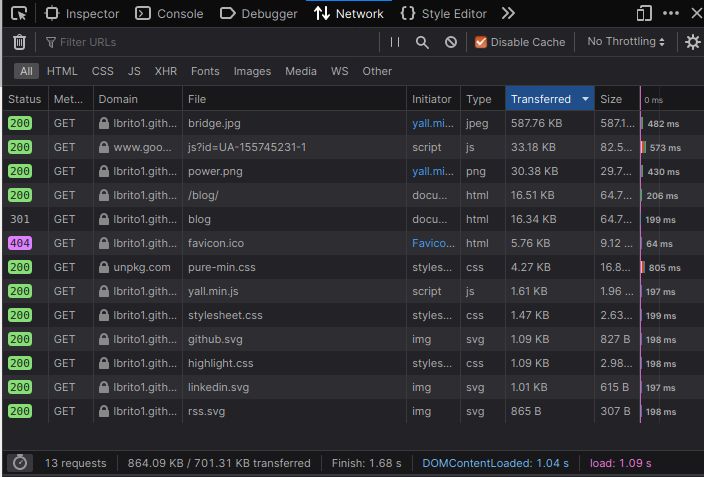 Inspector Console Debugger Network Style Editor
Filter URLs Disable Cache No Throttling
All HTML CSS JS XHR Fonts Images Media WS Other
Status Met... Domain File Initiator Type Transferred Size 0 ms
200 GET lbrito1.gith... bridge.jpg yall.mi... jpeg 587.76 KB 587.1... 482 ms
200 GET www.goo... js?id=UA-155745231-1 script js 33.18 KB 82.5... 573 ms
200 GET lbrito1.gith... power.png yall.mi... png 30.38 KB 29.7... 430 ms
200 GET lbrito1.gith... /blog/ docu... html 16.51 KB 64.7... 206 ms
301 GET lbrito1.gith... blog docu... html 16.34 KB 64.7... 199 ms
404 GET lbrito1.gith... favicon.ico Favico... html 5.76 KB 9.12 ... 64 ms
200 GET unpkg.com pure-min.css styles... css 4.27 KB 16.8... 805 ms
200 GET lbrito1.gith... yall.min.js script js 1.61 KB 1.96 ... 197 ms
200 GET lbrito1.gith... stylesheet.css styles... css 1.47 KB 2.63... 199 ms
200 GET lbrito1.gith... github.svg img svg 1.09 KB 827 B 198 ms
200 GET lbrito1.gith... highlight.css styles... css 1.09 KB 2.98... 198 ms
200 GET lbrito1.gith... linkedin.svg img svg 1.01 KB 615 B 197 ms
200 GET lbrito1.gith... rss.svg img svg 865 B 307 B 198 ms
13 requests 864.09 KB / 701.31 KB transferred Finish: 1.68 s DOMContentLoaded: 1.04 s load: 1.09 s